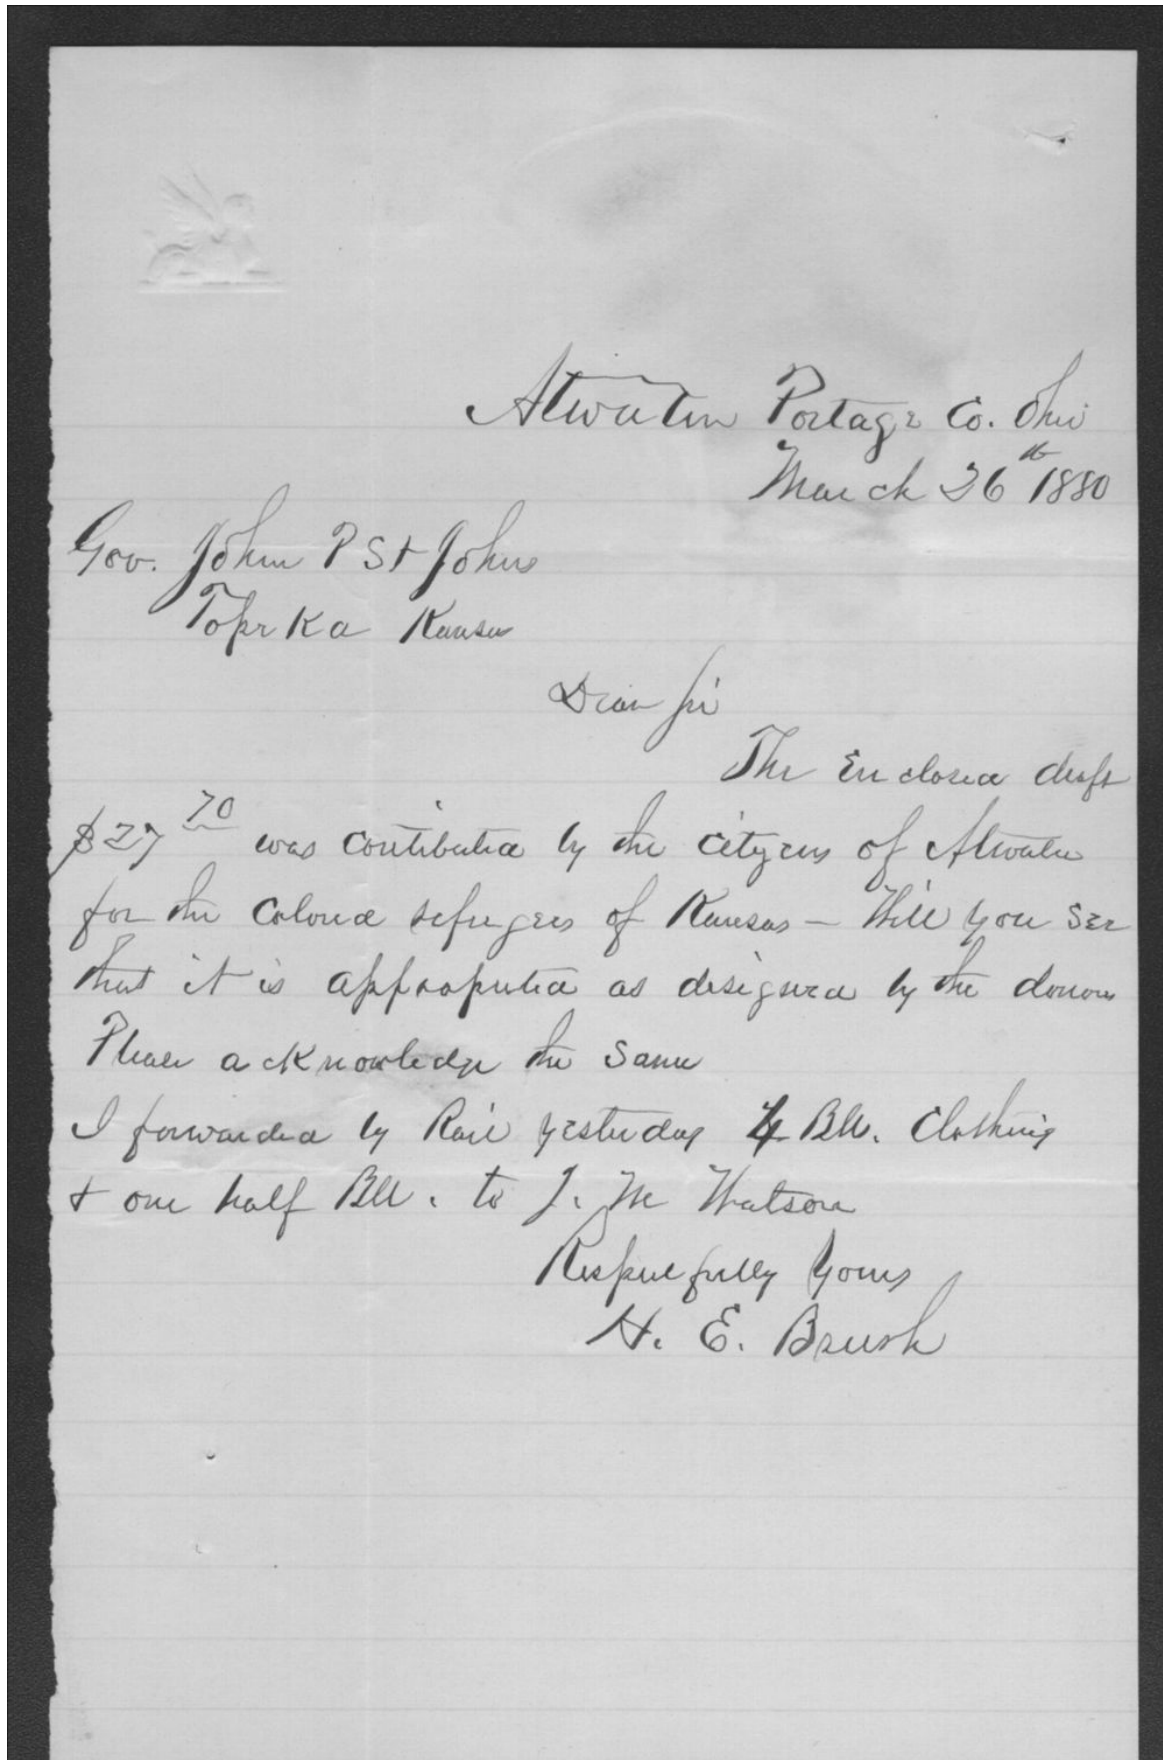 Atwater Portage Co. Ohio
March 26th 1880
Gov. John P St Johns
Topeka Kansas
Dear Sir
The Enclosed draft
$27 70 was contributed by the citizens of Atwater
for the Colored refugees of Kansas — Will you see
that it is appropriated as designed by the donors
Please acknowledge the same
I forwarded by Rail yesterday 4 Bbl. Clothing
& one half Bbl. to J. M Watson
Respectfully Yours
H. E. Brush